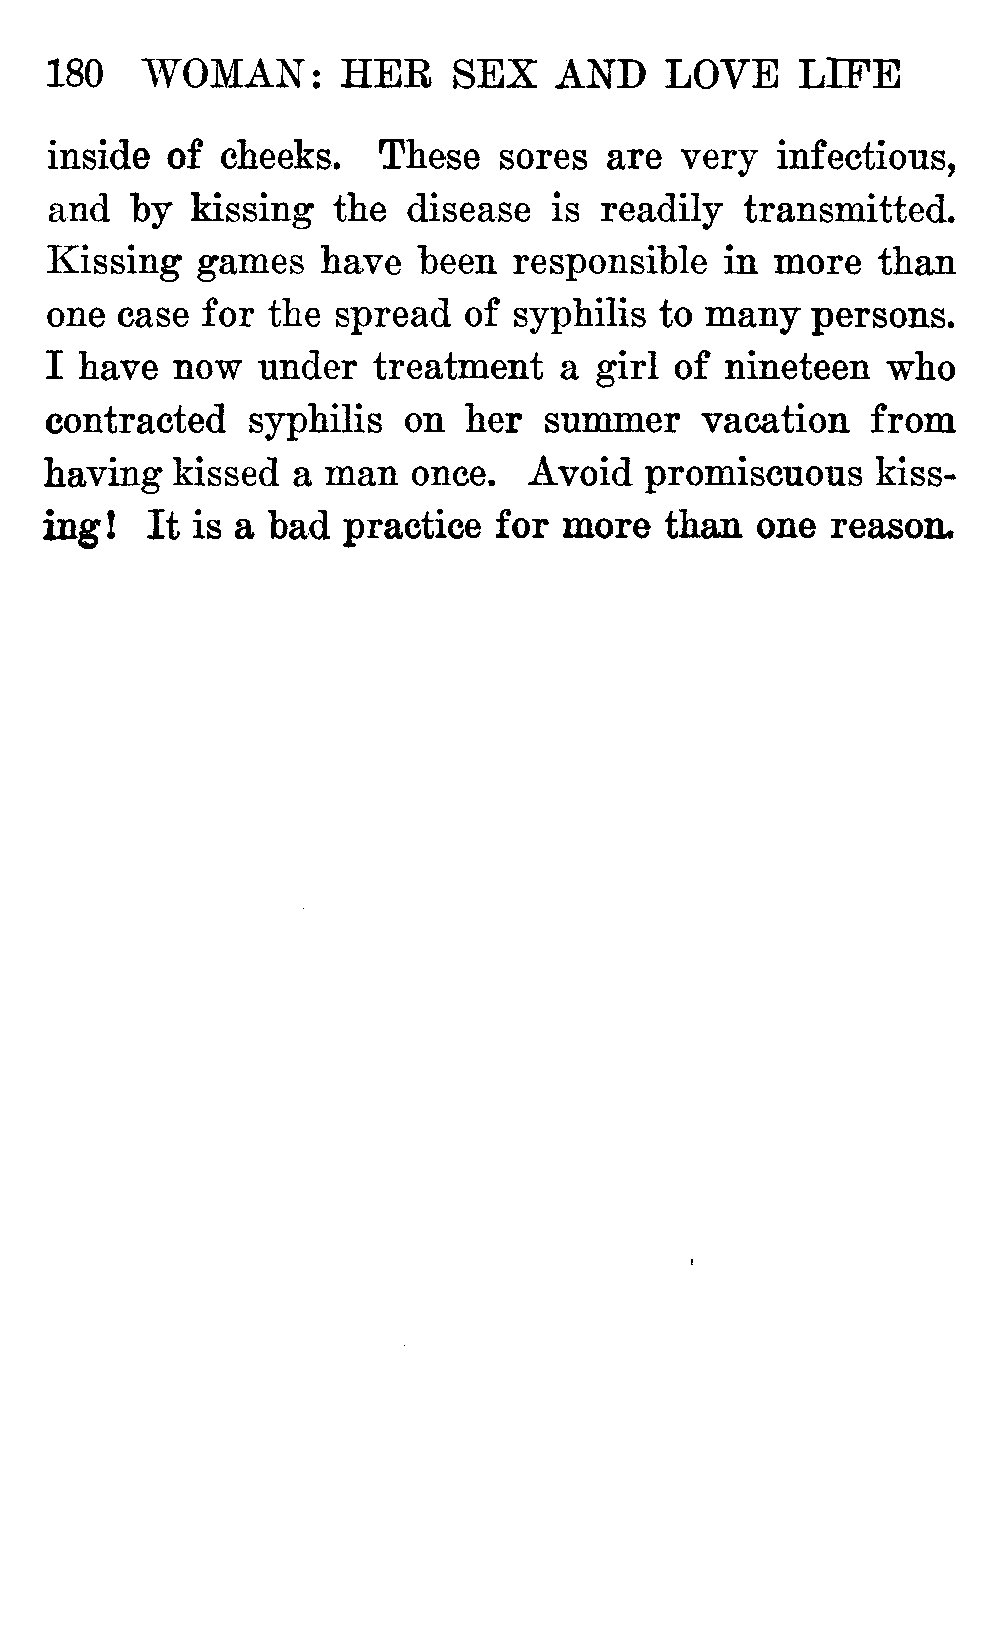 180 WOMAN: HER SEX AND LOVE LIFE
inside of cheeks. These sores are very infectious,
and by kissing the disease is readily transmitted.
Kissing games have been responsible in more than
one case for the spread of syphilis to many persons.
I have now under treatment a girl of nineteen who
contracted syphilis on her summer vacation from
having kissed a man once. Avoid promiscuous kiss-
ing! It is a bad practice for more than one reason.